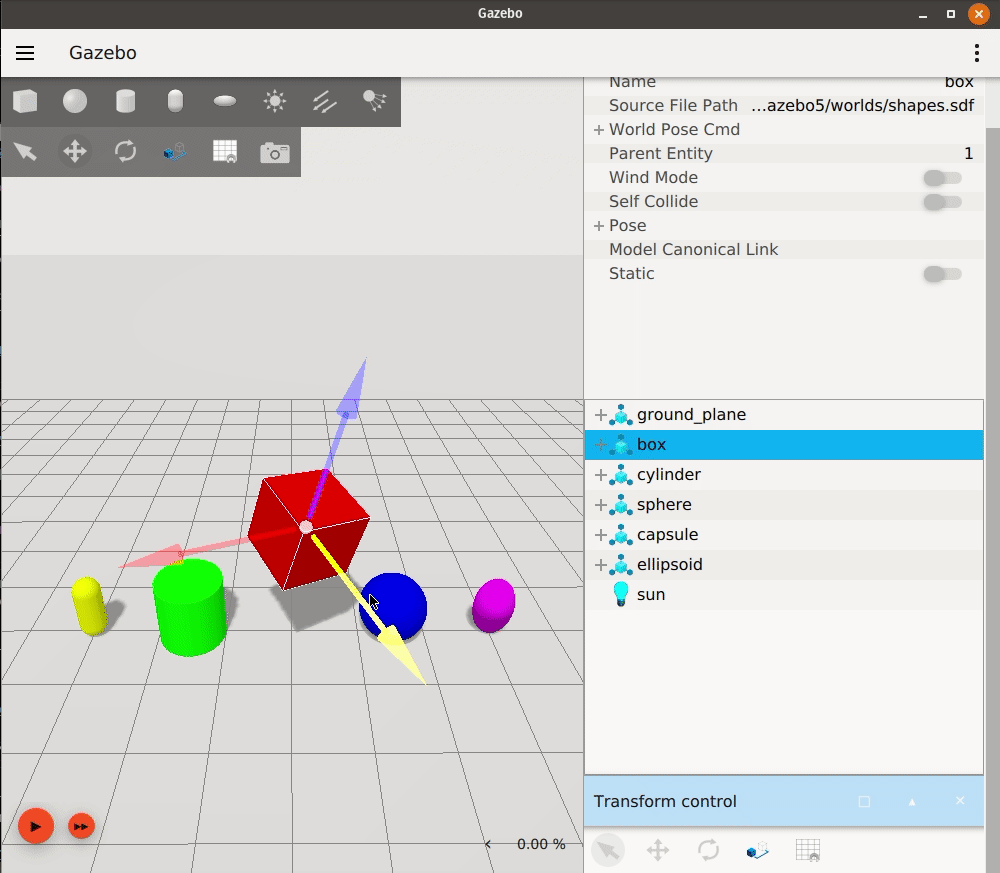 Gazebo
Gazebo
Name box
Source File Path ...azebo5/worlds/shapes.sdf
World Pose Cmd
Parent Entity 1
Wind Mode
Self Collide
Pose
Model Canonical Link
Static
ground_plane
box
cylinder
sphere
capsule
ellipsoid
sun
Transform control
0.00 %